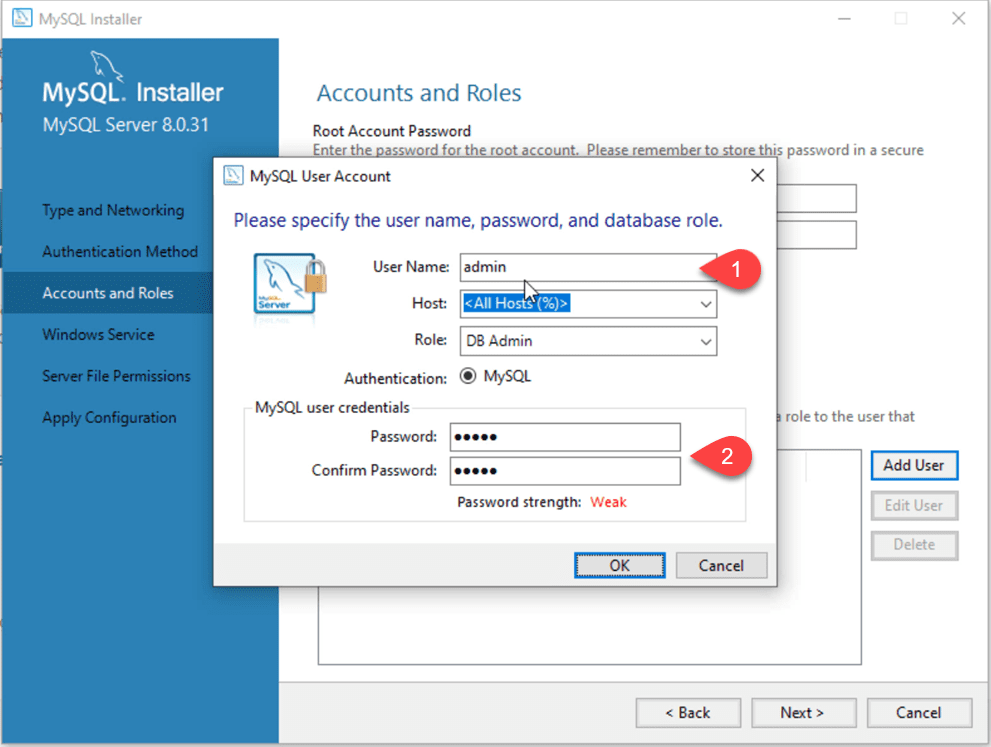 MySQL Installer
MySQL. Installer
MySQL Server 8.0.31
Type and Networking
Authentication Method
Accounts and Roles
Windows Service
Server File Permissions
Apply Configuration
Accounts and Roles
Root Account Password
Enter the password for the root account. Please remember to store this password in a secure
MySQL User Account
Please specify the user name, password, and database role.
MySQL
Server
User Name: admin
1
Host: <All Hosts (%)>
Role: DB Admin
Authentication: MySQL
MySQL user credentials
Password: •••••
Confirm Password: •••••
2
Password strength: Weak
OK
Cancel
a role to the user that
Add User
Edit User
Delete
< Back
Next >
Cancel